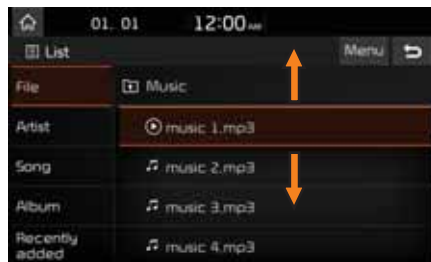 01. 01 12:00 AM
List Menu
File Music
Artist music 1.mp3
Song music 2.mp3
Album music 3.mp3
Recently
added music 4.mp3